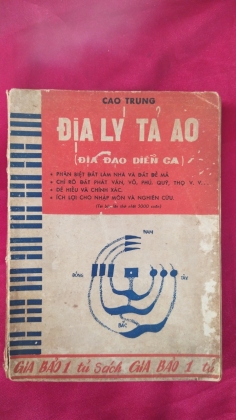 CAO TRUNG
ĐỊA LÝ TẢ AO
(ĐỊA ĐẠO DIỄN CA)
• PHÂN BIỆT ĐẤT LÀM NHÀ VÀ ĐẤT ĐỂ MẢ
• CHỈ RÕ ĐẤT PHÁT VĂN, VÕ, PHÚ, QUÝ, THỌ V. V...
• DỄ HIỂU VÀ CHÍNH XÁC.
• ÍCH LỢI CHO NHẬP MÔN VÀ NGHIÊN CỨU.
NAM
ĐÔNG
TÂY
BẮC
GIA BẢO 1 tủ sách GIA BẢO 1 tủ